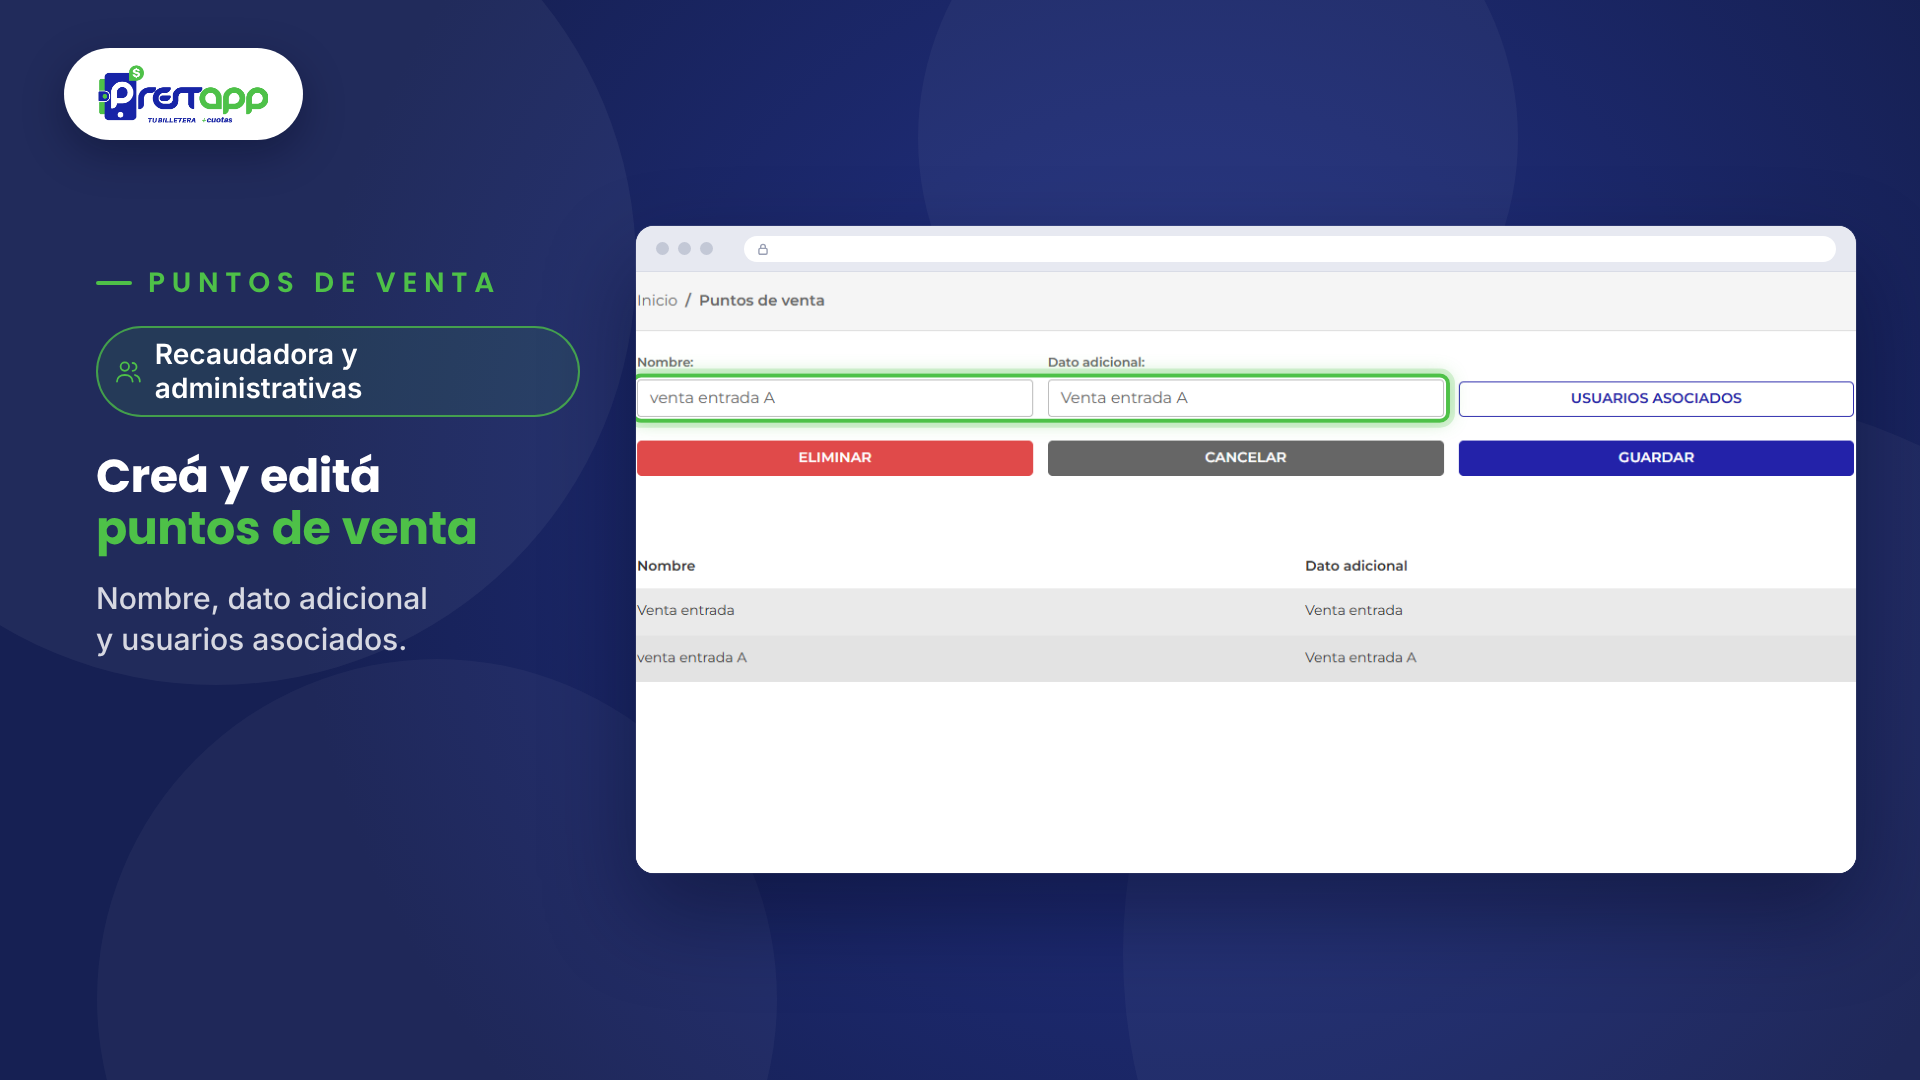 $
Prestapp
TU BILLETERA +cuotas
PUNTOS DE VENTA
Recaudadora y
administrativas
Creá y editá
puntos de venta
Nombre, dato adicional
y usuarios asociados.
Inicio / Puntos de venta
Nombre: Dato adicional:
venta entrada A Venta entrada A USUARIOS ASOCIADOS
ELIMINAR CANCELAR GUARDAR
Nombre Dato adicional
Venta entrada Venta entrada
venta entrada A Venta entrada A